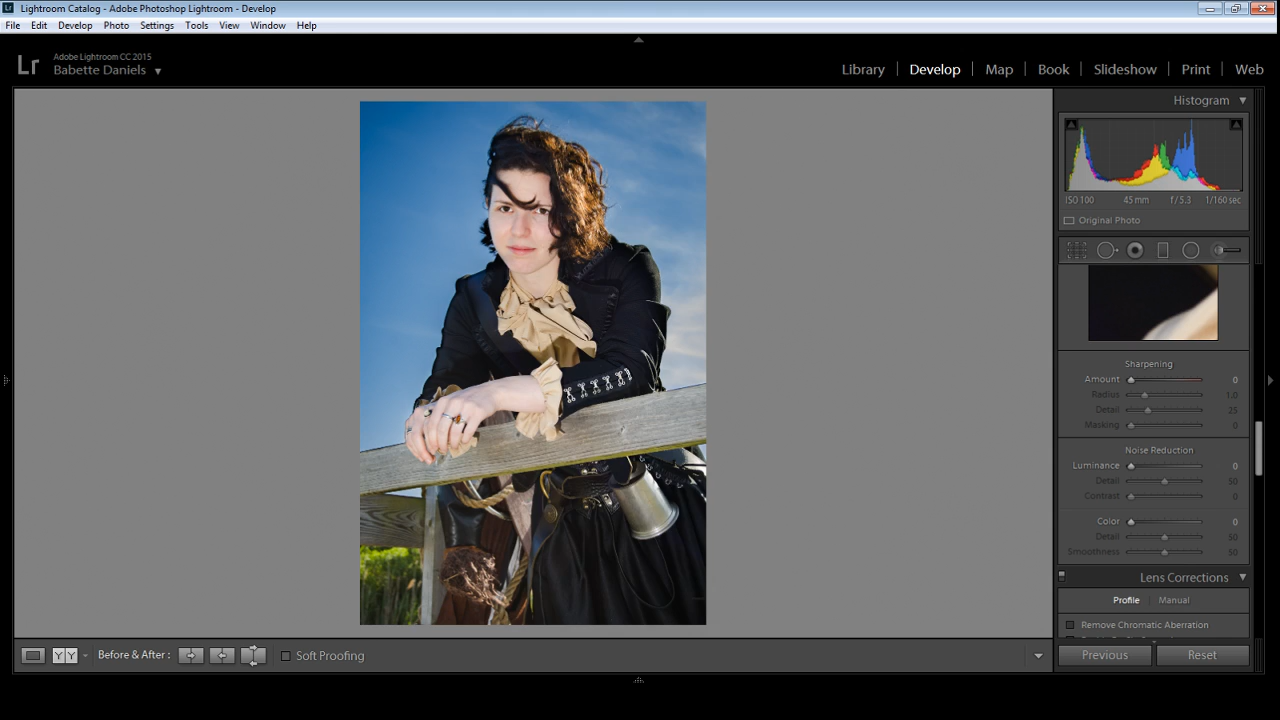 Lightroom Catalog - Adobe Photoshop Lightroom - Develop
File Edit Develop Photo Settings Tools View Window Help
Lr
Adobe Lightroom CC 2015
Babette Daniels
Library Develop Map Book Slideshow Print Web
Histogram
ISO 100 45 mm f / 5.3 1/160 sec
Original Photo
Sharpening
Amount 0
Radius 1.0
Detail 25
Masking 0
Noise Reduction
Luminance 0
Detail 50
Contrast 0
Color 0
Detail 50
Smoothness 50
Lens Corrections
Profile Manual
Remove Chromatic Aberration
Y Y Before & After : Soft Proofing
Previous Reset